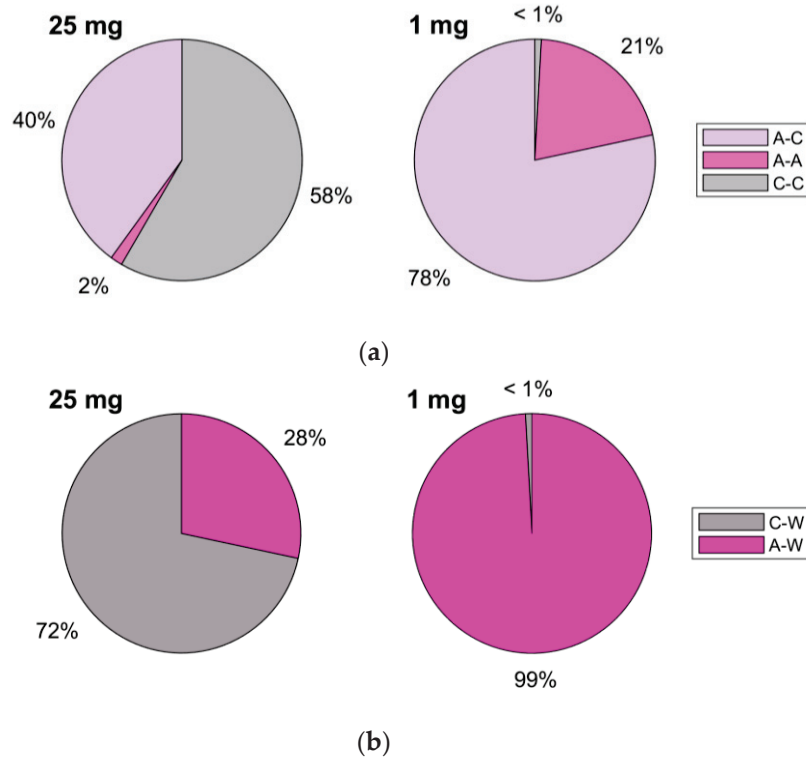 25 mg
1 mg
< 1%
21%
40%
58%
2%
78%
A-C
A-A
C-C
(a)
25 mg
1 mg
< 1%
28%
72%
99%
C-W
A-W
(b)